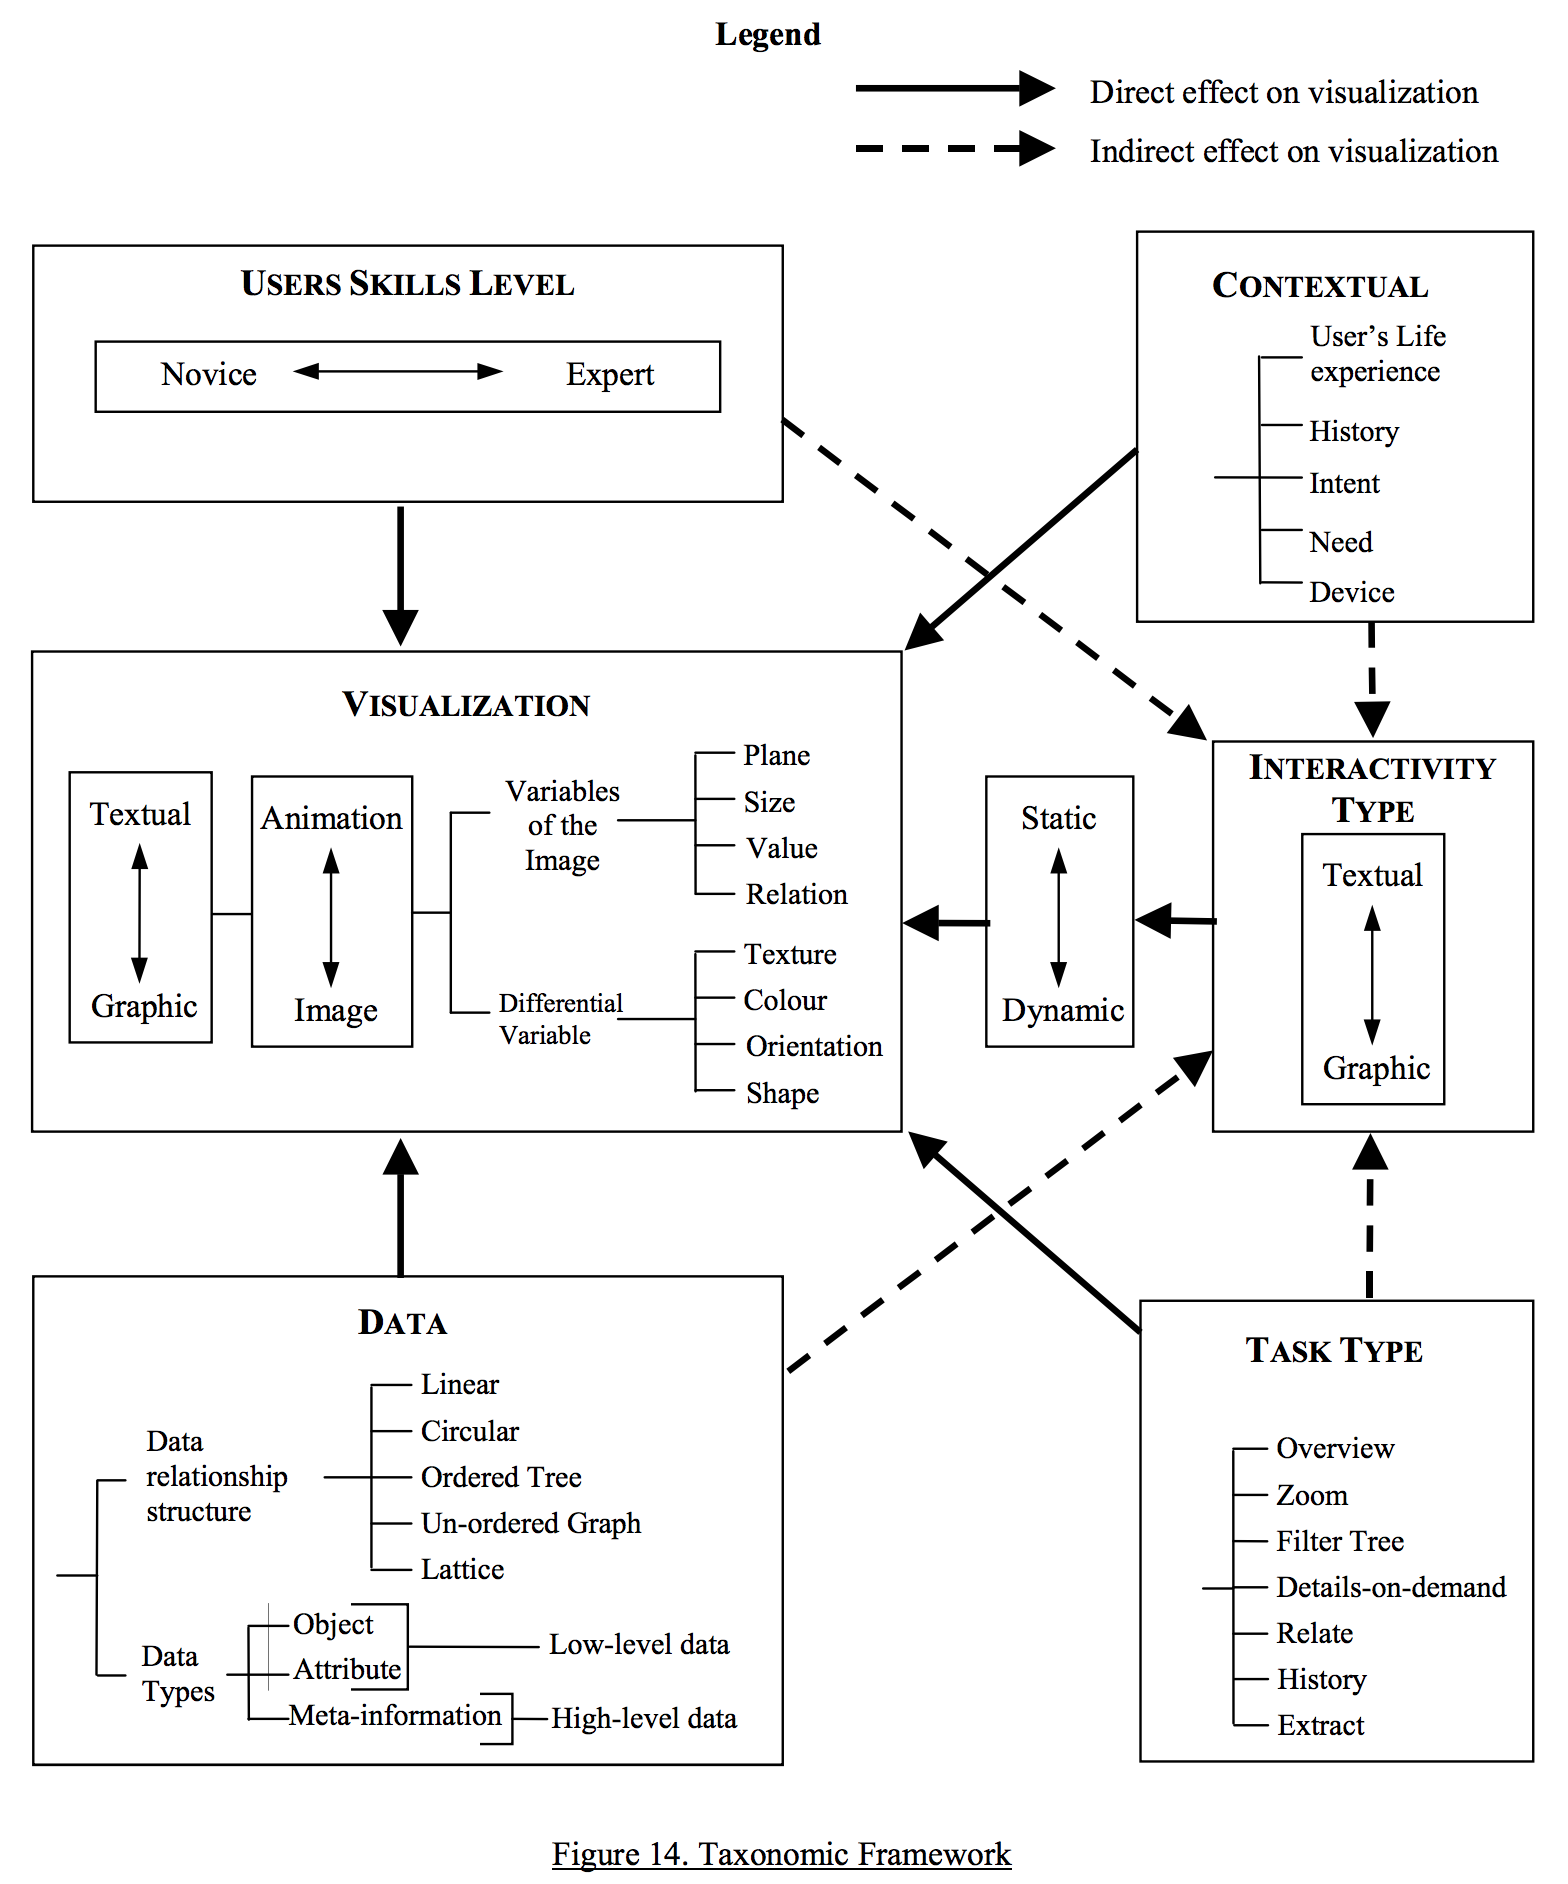 Legend
Direct effect on visualization
Indirect effect on visualization
USERS SKILLS LEVEL
Novice
Expert
CONTEXTUAL
User's Life
experience
History
Intent
Need
Device
VISUALIZATION
Textual
Graphic
Animation
Image
Variables
of the
Image
Plane
Size
Value
Relation
Differential
Variable
Texture
Colour
Orientation
Shape
Static
Dynamic
INTERACTIVITY
TYPE
Textual
Graphic
DATA
Data
relationship
structure
Linear
Circular
Ordered Tree
Un-ordered Graph
Lattice
Data
Types
Object
Attribute
Low-level data
Meta-information
High-level data
TASK TYPE
Overview
Zoom
Filter Tree
Details-on-demand
Relate
History
Extract
Figure 14. Taxonomic Framework